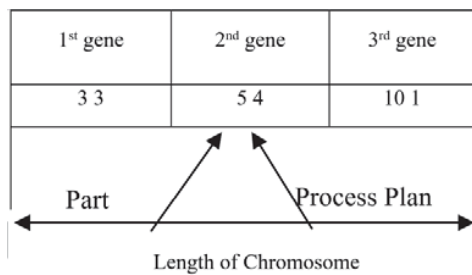 1st gene 2nd gene 3rd gene
3 3 5 4 10 1
Part Process Plan
Length of Chromosome